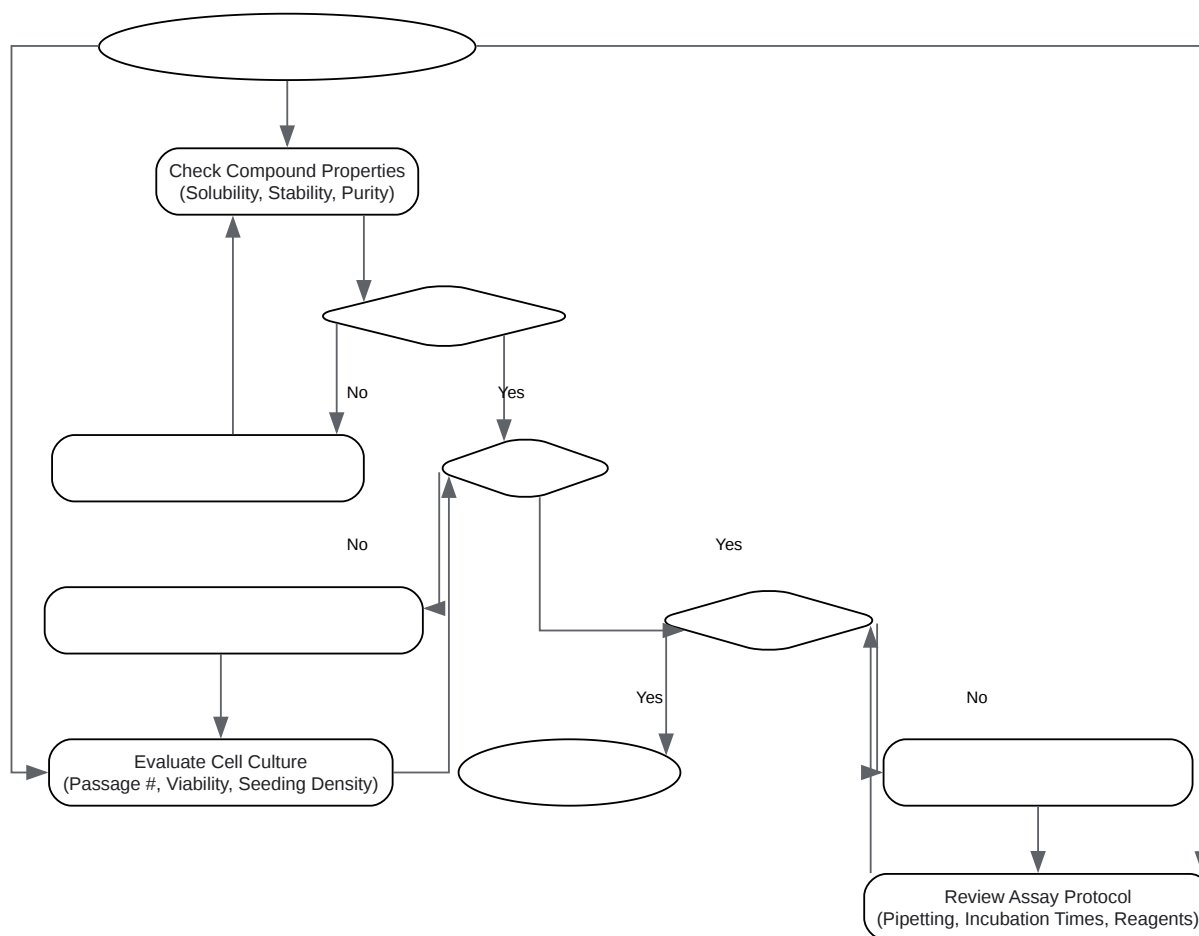 Check Compound Properties
(Solubility, Stability, Purity)
No
Yes
No
Yes
Yes
No
Evaluate Cell Culture
(Passage #, Viability, Seeding Density)
Review Assay Protocol
(Pipetting, Incubation Times, Reagents)